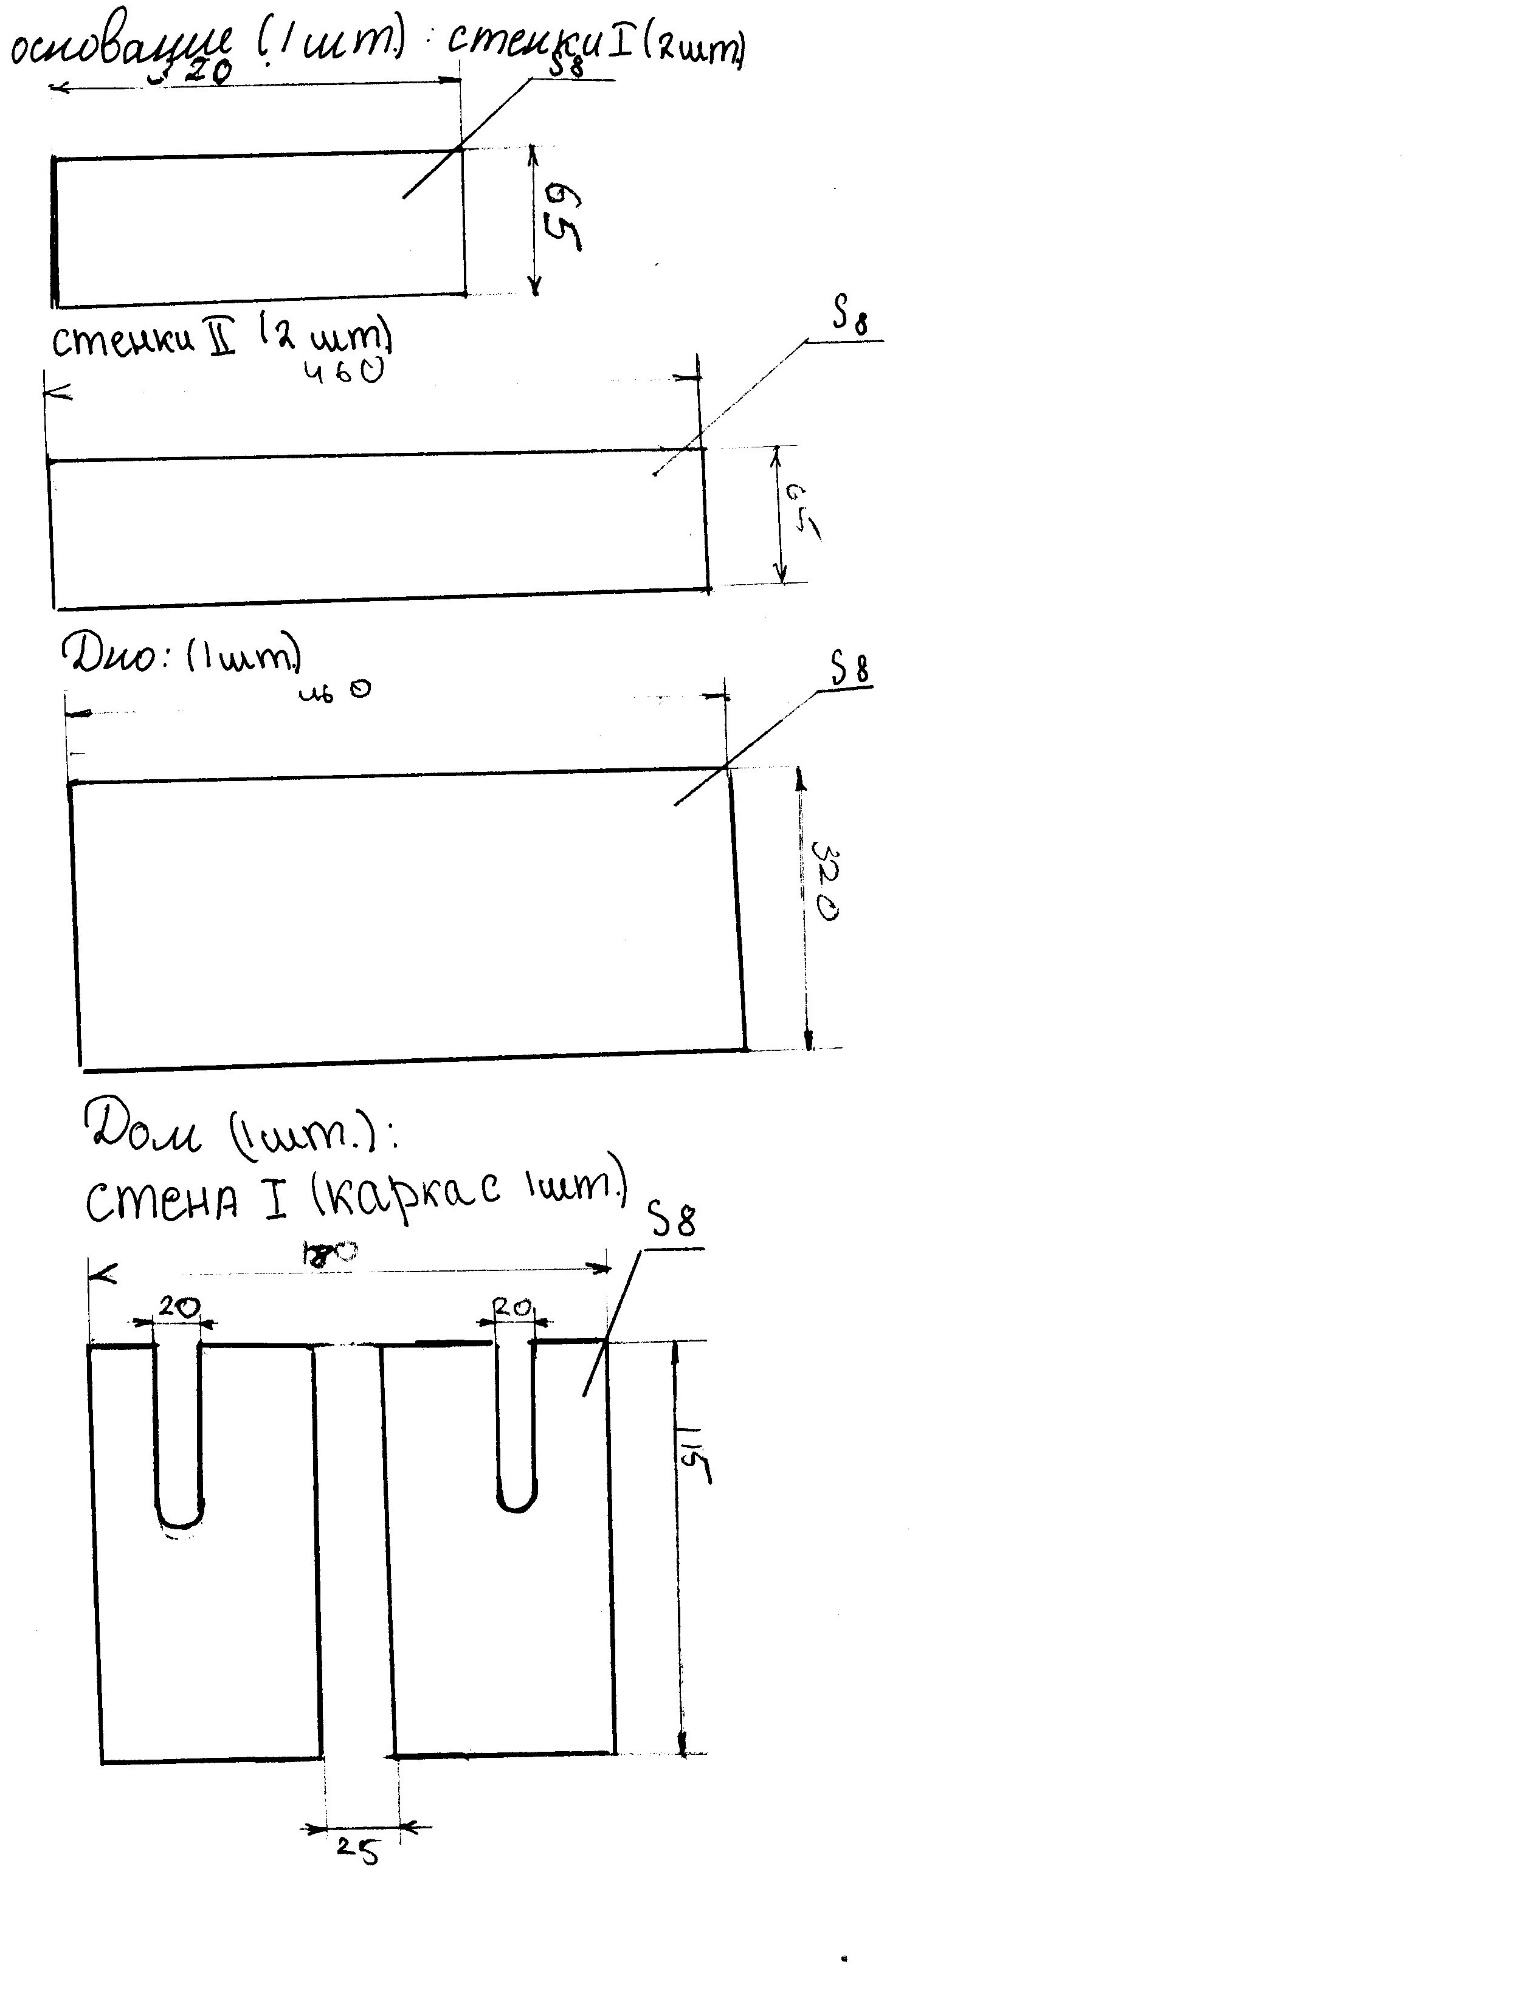 основание (1 шт.): стенки I (2 шт.)
320
S8
65
стенки II (2 шт.)
460
S8
65
Дно: (1 шт.)
460
S8
320
Дом (1 шт.):
СТЕНА I (каркас 1 шт.)
S8
180
20
20
115
25